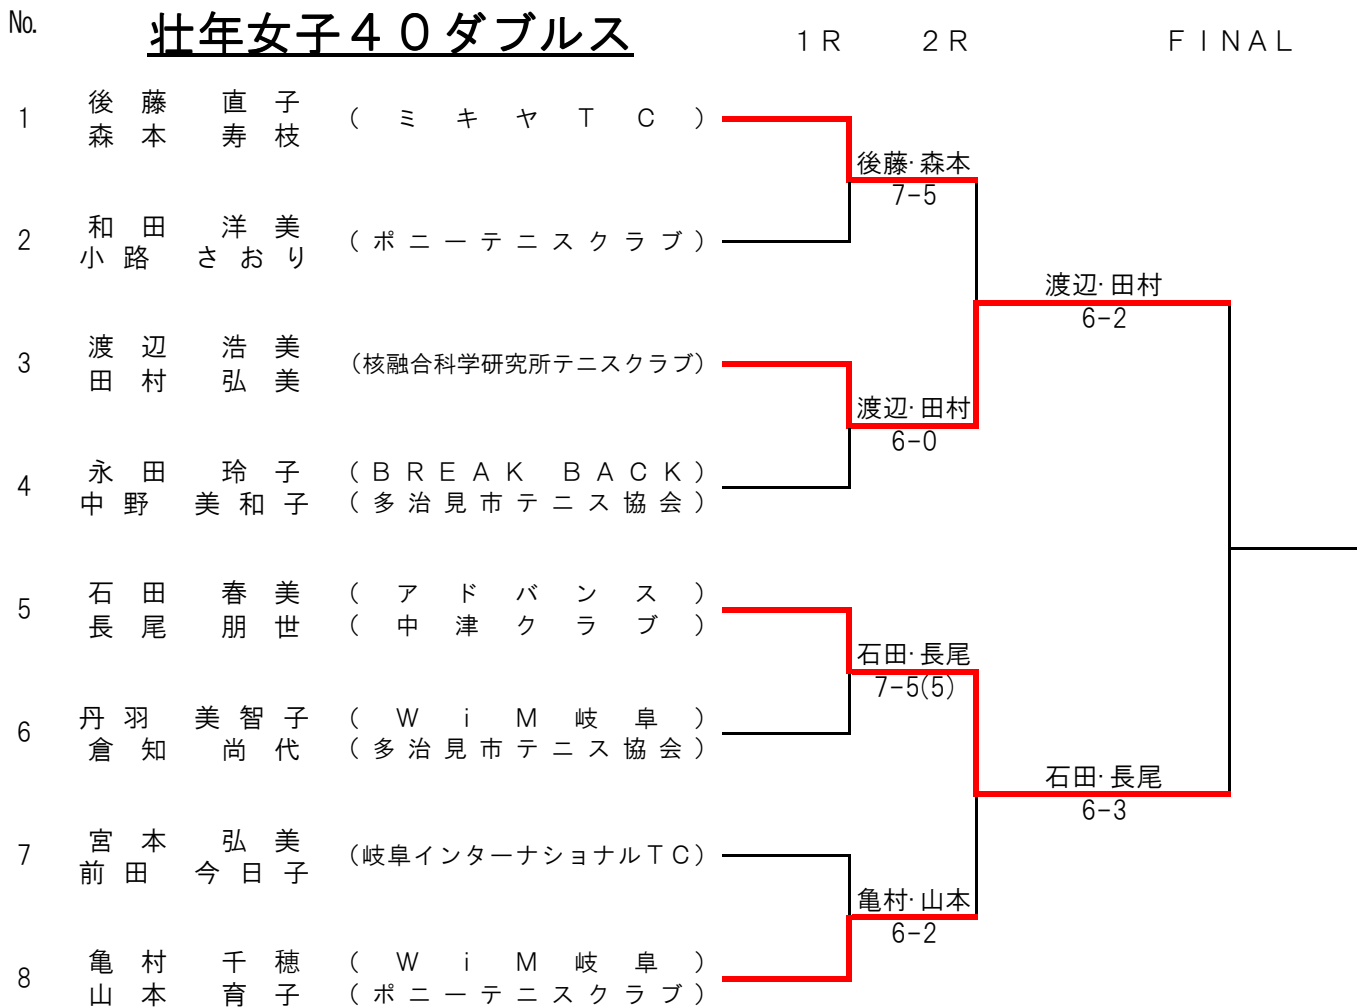 No. 壮年女子４０ダブルス １Ｒ ２Ｒ ＦＩＮＡＬ
1 後藤 直子 (ミキヤＴＣ)
森本 寿枝
後藤・森本
7-5
2 和田 洋美 (ポニーテニスクラブ)
小路 さおり
渡辺・田村
6-2
3 渡辺 浩美 (核融合科学研究所テニスクラブ)
田村 弘美
渡辺・田村
6-0
4 永田 玲子 (ＢＲＥＡＫ ＢＡＣＫ)
中野 美和子 (多治見市テニス協会)
5 石田 春美 (アドバンス)
長尾 朋世 (中津クラブ)
石田・長尾
7-5(5)
6 丹羽 美智子 (ＷｉＭ岐阜)
倉知 尚代 (多治見市テニス協会)
石田・長尾
6-3
7 宮本 弘美 (岐阜インターナショナルＴＣ)
前田 今日子
亀村・山本
6-2
8 亀村 千穂 (ＷｉＭ岐阜)
山本 育子 (ポニーテニスクラブ)